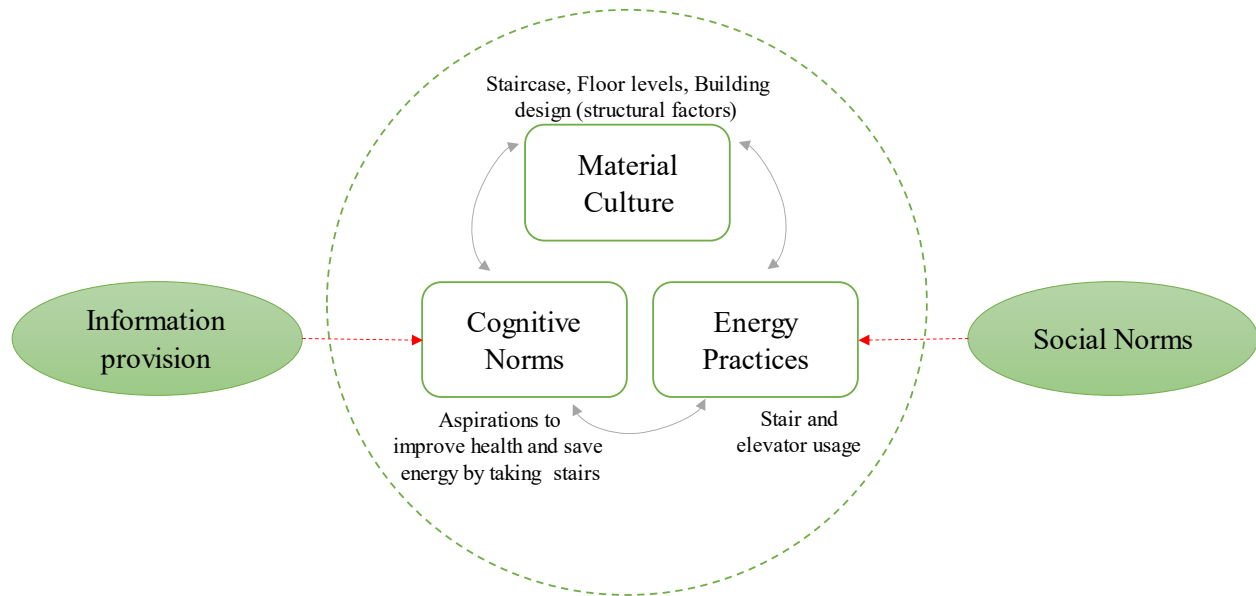 Staircase, Floor levels, Building
design (structural factors)
Material
Culture
Information
provision
Cognitive
Norms
Energy
Practices
Social Norms
Aspirations to
improve health and save
energy by taking stairs
Stair and
elevator usage